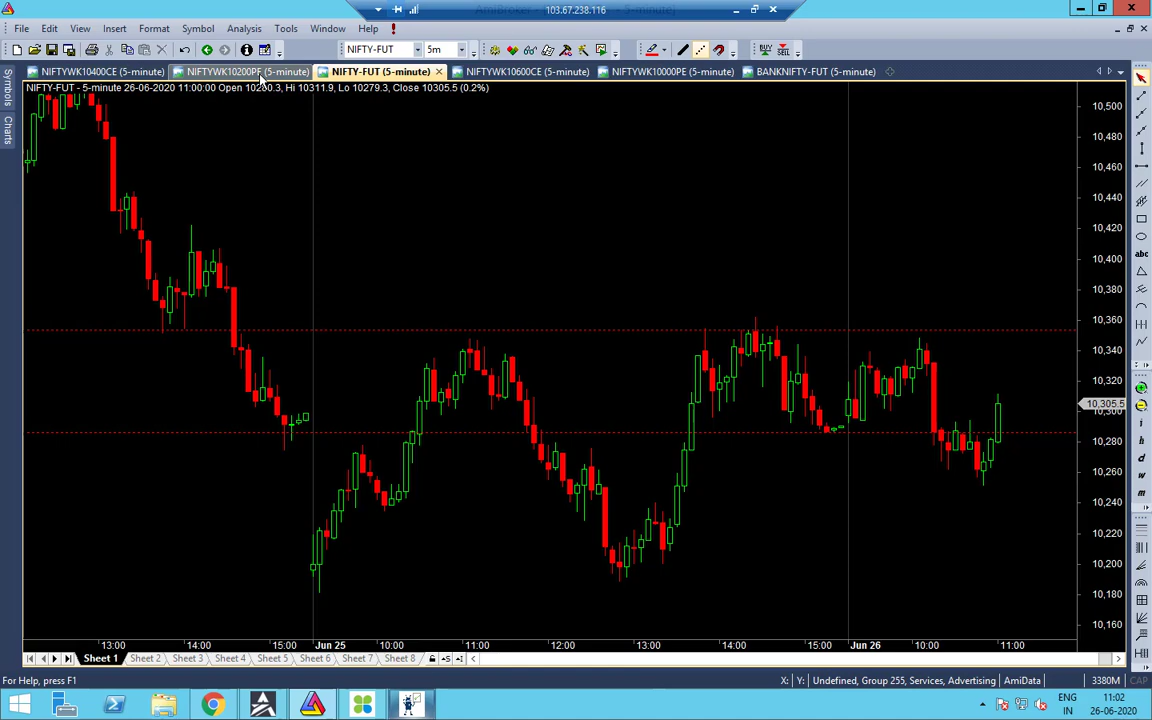 103.67.238.116
File Edit View Insert Format Symbol Analysis Tools Window Help
NIFTY-FUT 5m BUY SELL
NIFTYWK10400CE (5-minute) NIFTYWK10200PE (5-minute) NIFTY-FUT (5-minute) NIFTYWK10600CE (5-minute) NIFTYWK10000PE (5-minute) BANKNIFTY-FUT (5-minute)
NIFTY-FUT - 5-minute 26-06-2020 11:00:00 Open 10280.3, Hi 10311.9, Lo 10279.3, Close 10305.5 (0.2%)
Symbols
Charts
10,500
10,480
10,460
10,440
10,420
10,400
10,380
10,360
10,340
10,320
10,305.5
10,300
10,280
10,260
10,240
10,220
10,200
10,180
10,160
abc
i
h
d
w
m
13:00 14:00 15:00 Jun 25 10:00 11:00 12:00 13:00 14:00 15:00 Jun 26 10:00 11:00
Sheet 1 Sheet 2 Sheet 3 Sheet 4 Sheet 5 Sheet 6 Sheet 7 Sheet 8
For Help, press F1 X: Y: Undefined, Group 255, Services, Advertising AmiData 3380M CAP
ENG 11:02
IN 26-06-2020